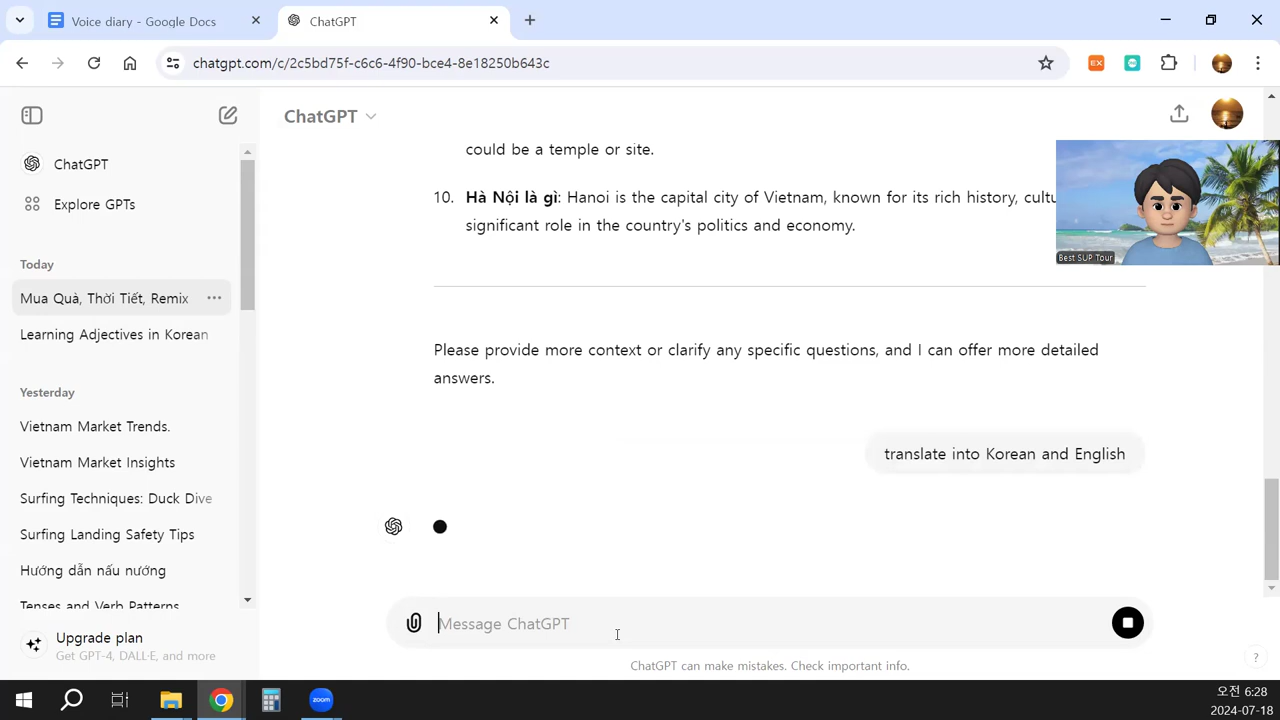 Voice diary - Google Docs
ChatGPT
chatgpt.com/c/2c5bd75f-c6c6-4f90-bce4-8e18250b643c
EX
ChatGPT
ChatGPT
Explore GPTs
Today
Mua Quà, Thời Tiết, Remix
Learning Adjectives in Korean
Yesterday
Vietnam Market Trends.
Vietnam Market Insights
Surfing Techniques: Duck Dive
Surfing Landing Safety Tips
Hướng dẫn nấu nướng
Tenses and Verb Patterns
Upgrade plan
Get GPT-4, DALL·E, and more
could be a temple or site.
10. Hà Nội là gì: Hanoi is the capital city of Vietnam, known for its rich history,
significant role in the country's politics and economy.
Best SUP Tour
Please provide more context or clarify any specific questions, and I can offer more detailed
answers.
translate into Korean and English
Message ChatGPT
ChatGPT can make mistakes. Check important info.
?
zoom
오전 6:28
2024-07-18